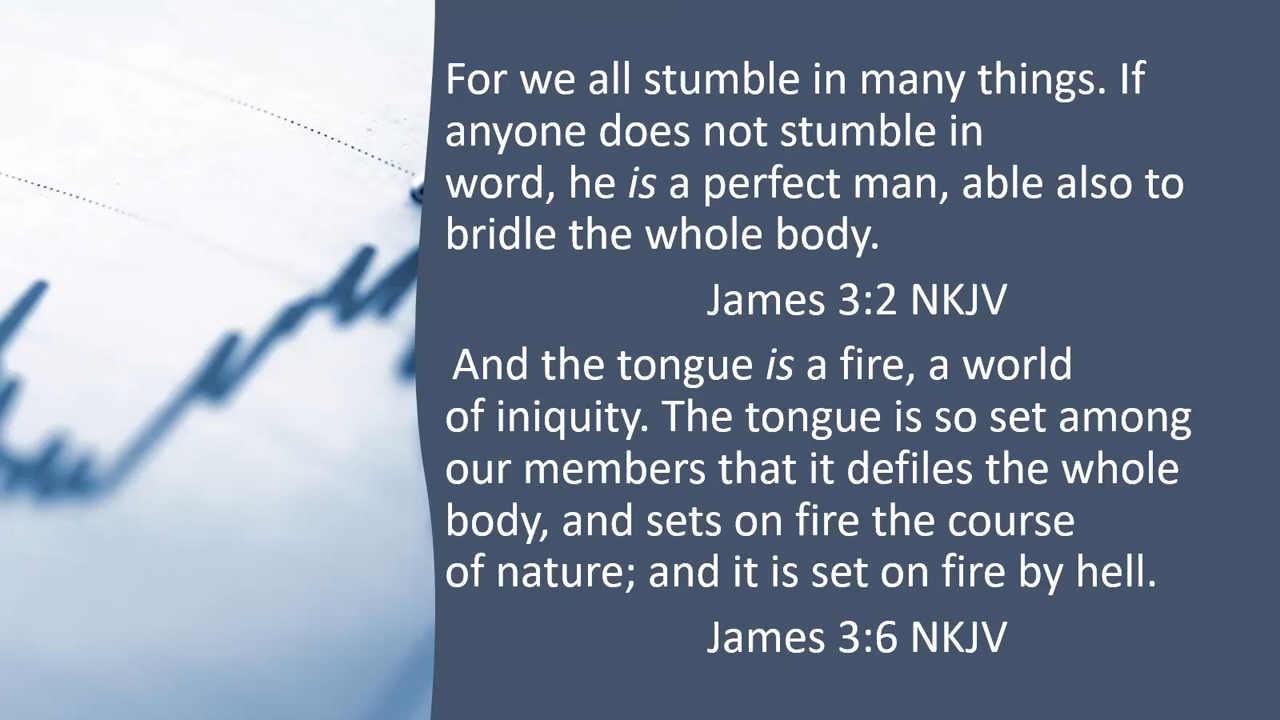 For we all stumble in many things. If
anyone does not stumble in
word, he is a perfect man, able also to
bridle the whole body.
James 3:2 NKJV
And the tongue is a fire, a world
of iniquity. The tongue is so set among
our members that it defiles the whole
body, and sets on fire the course
of nature; and it is set on fire by hell.
James 3:6 NKJV